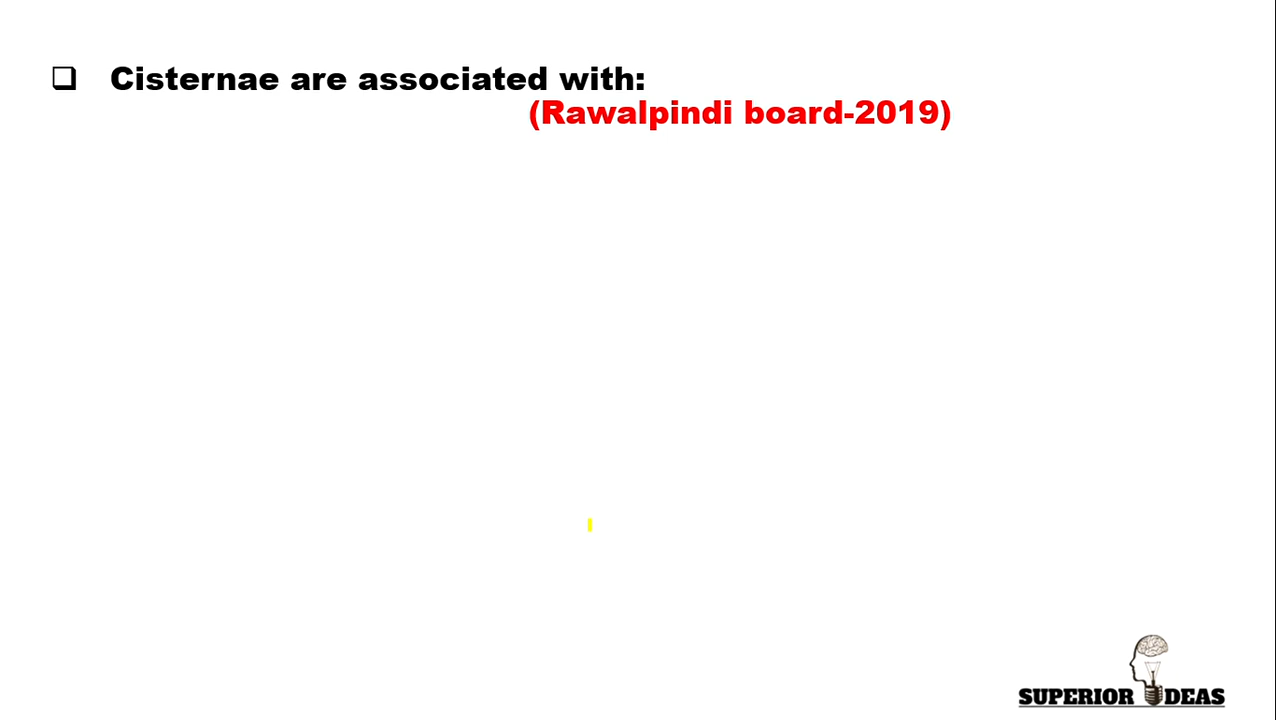 Cisternae are associated with:
(Rawalpindi board-2019)
SUPERIOR IDEAS